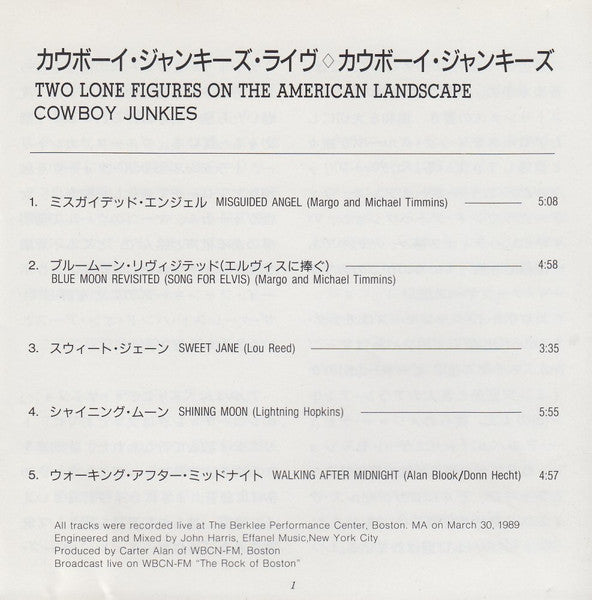 カウボーイ・ジャンキーズ・ライヴ◇カウボーイ・ジャンキーズ
TWO LONE FIGURES ON THE AMERICAN LANDSCAPE
COWBOY JUNKIES
1. ミスガイデッド・エンジェル MISGUIDED ANGEL (Margo and Michael Timmins) 5:08
2. ブルームーン・リヴィジテッド(エルヴィスに捧ぐ) 4:58
BLUE MOON REVISITED (SONG FOR ELVIS) (Margo and Michael Timmins)
3. スウィート・ジェーン SWEET JANE (Lou Reed) 3:35
4. シャイニング・ムーン SHINING MOON (Lightning Hopkins) 5:55
5. ウォーキング・アフター・ミッドナイト WALKING AFTER MIDNIGHT (Alan Blook/Donn Hecht) 4:57
All tracks were recorded live at The Berklee Performance Center, Boston. MA on March 30, 1989
Engineered and Mixed by John Harris, Effanel Music,New York City
Produced by Carter Alan of WBCN-FM, Boston
Broadcast live on WBCN-FM "The Rock of Boston"
1